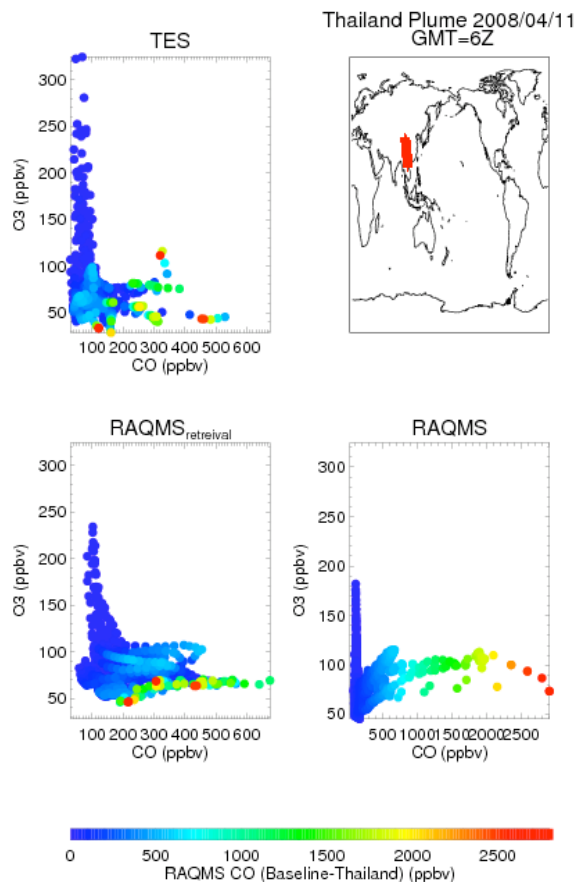 TES
Thailand Plume 2008/04/11
GMT=6Z
O3 (ppbv)
300
250
200
150
100
50
100 200 300 400 500 600
CO (ppbv)
RAQMS retreival
RAQMS
O3 (ppbv)
300
250
200
150
100
50
100 200 300 400 500 600
CO (ppbv)
O3 (ppbv)
300
250
200
150
100
50
500 1000 1500 2000 2500
CO (ppbv)
0 500 1000 1500 2000 2500
RAQMS CO (Baseline-Thailand) (ppbv)